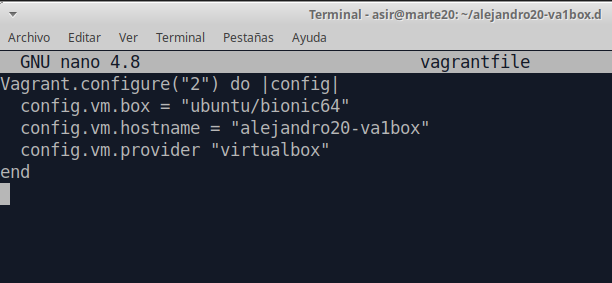 Terminal - asir@marte20: ~/alejandro20-va1box.d
Archivo Editar Ver Terminal Pestañas Ayuda
GNU nano 4.8 vagrantfile
Vagrant.configure("2") do |config|
  config.vm.box = "ubuntu/bionic64"
  config.vm.hostname = "alejandro20-va1box"
  config.vm.provider "virtualbox"
end